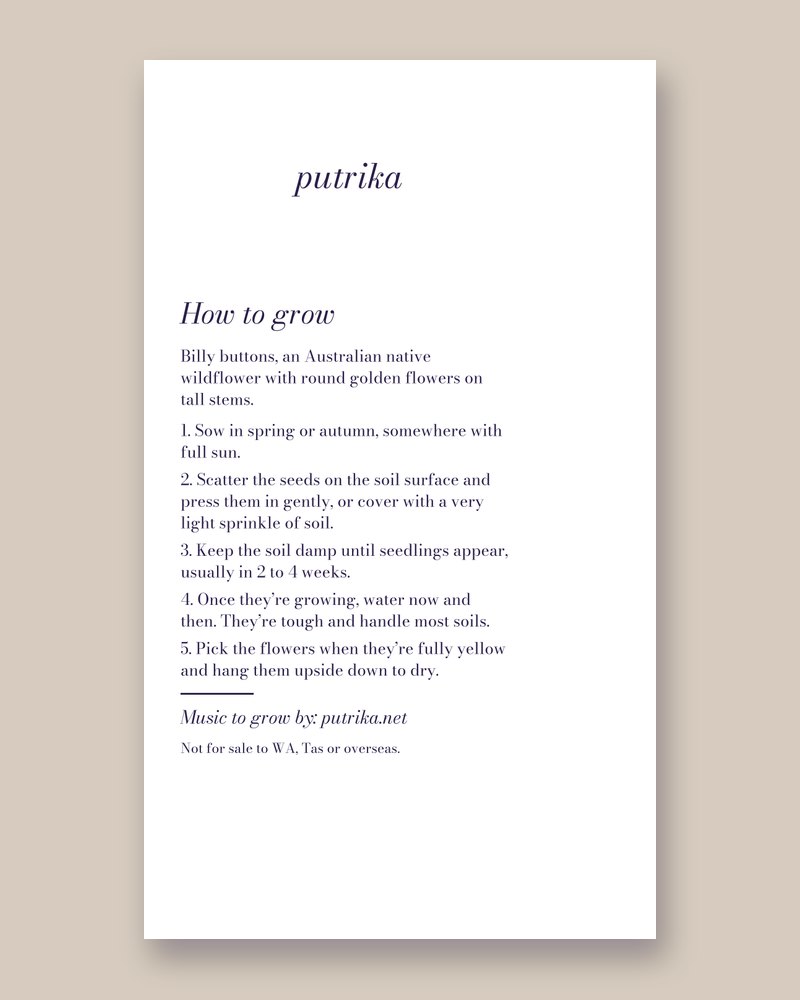 putrika
How to grow
Billy buttons, an Australian native
wildflower with round golden flowers on
tall stems.
1. Sow in spring or autumn, somewhere with
full sun.
2. Scatter the seeds on the soil surface and
press them in gently, or cover with a very
light sprinkle of soil.
3. Keep the soil damp until seedlings appear,
usually in 2 to 4 weeks.
4. Once they’re growing, water now and
then. They’re tough and handle most soils.
5. Pick the flowers when they’re fully yellow
and hang them upside down to dry.
Music to grow by: putrika.net
Not for sale to WA, Tas or overseas.